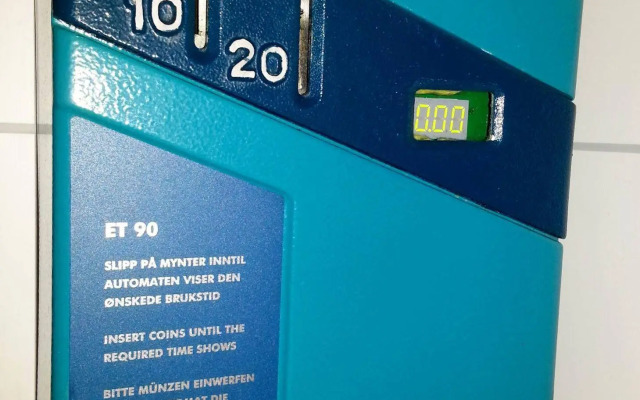 10
20
0.00
ET 90
SLIPP PÅ MYNTER INNTIL
AUTOMATEN VISER DEN
ØNSKEDE BRUKSTID
INSERT COINS UNTIL THE
REQUIRED TIME SHOWS
BITTE MÜNZEN EINWERFEN
DIE